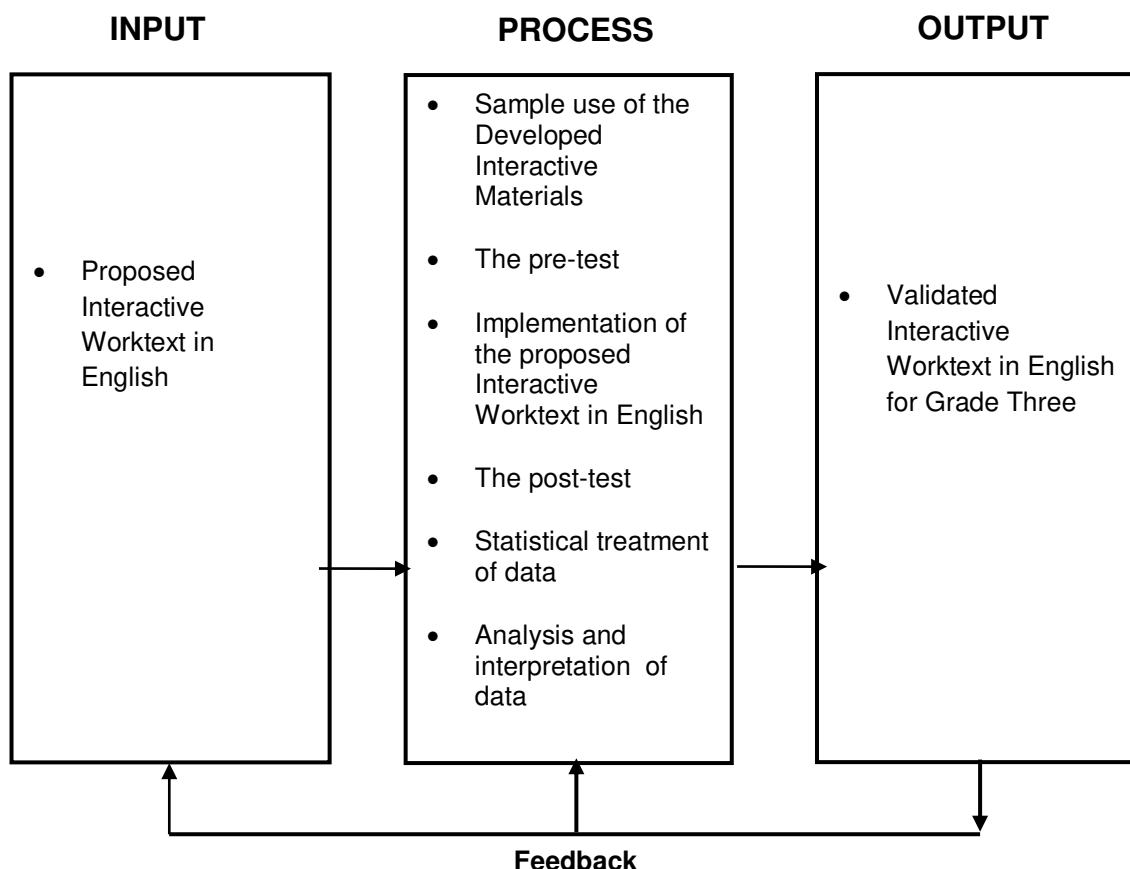 INPUT
PROCESS
OUTPUT
• Proposed
Interactive
Worktext in
English
• Sample use of the
Developed
Interactive
Materials
• The pre-test
• Implementation of
the proposed
Interactive
Worktext in English
• The post-test
• Statistical treatment
of data
• Analysis and
interpretation of
data
• Validated
Interactive
Worktext in English
for Grade Three
Feedback